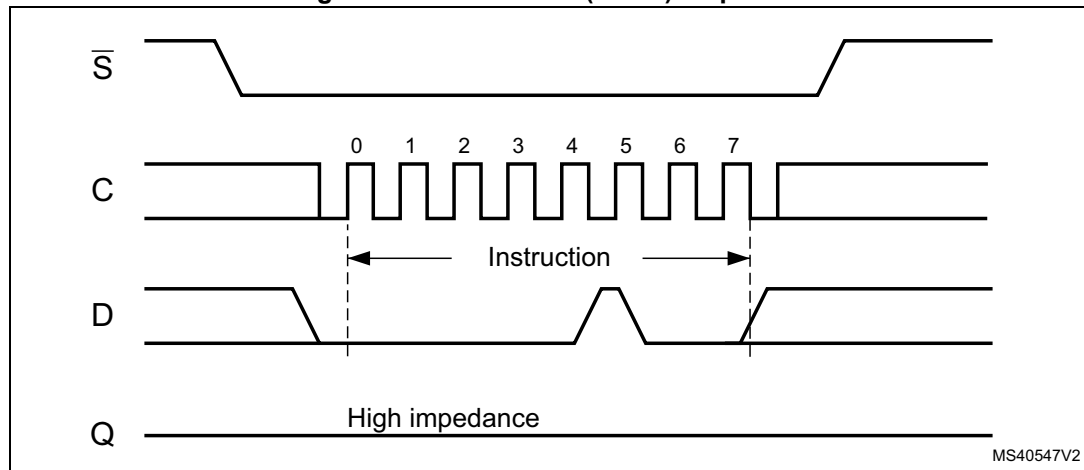 S̅
0 1 2 3 4 5 6 7
C
Instruction
D
High impedance
Q
MS40547V2